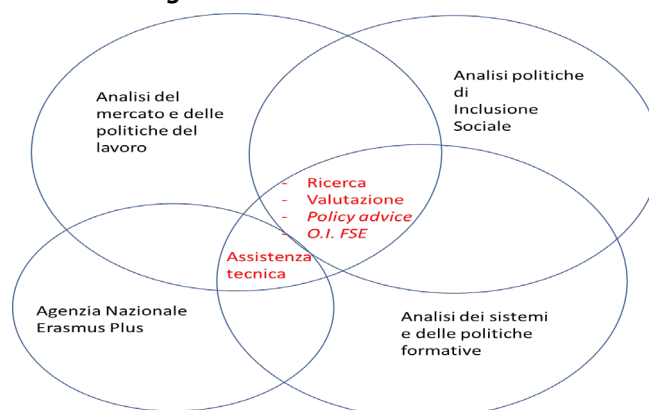 Analisi del
mercato e delle
politiche del
lavoro
Analisi politiche
di
Inclusione
Sociale
- Ricerca
- Valutazione
- Policy advice
- O.I. FSE
Assistenza
tecnica
Agenzia Nazionale
Erasmus Plus
Analisi dei sistemi
e delle politiche
formative